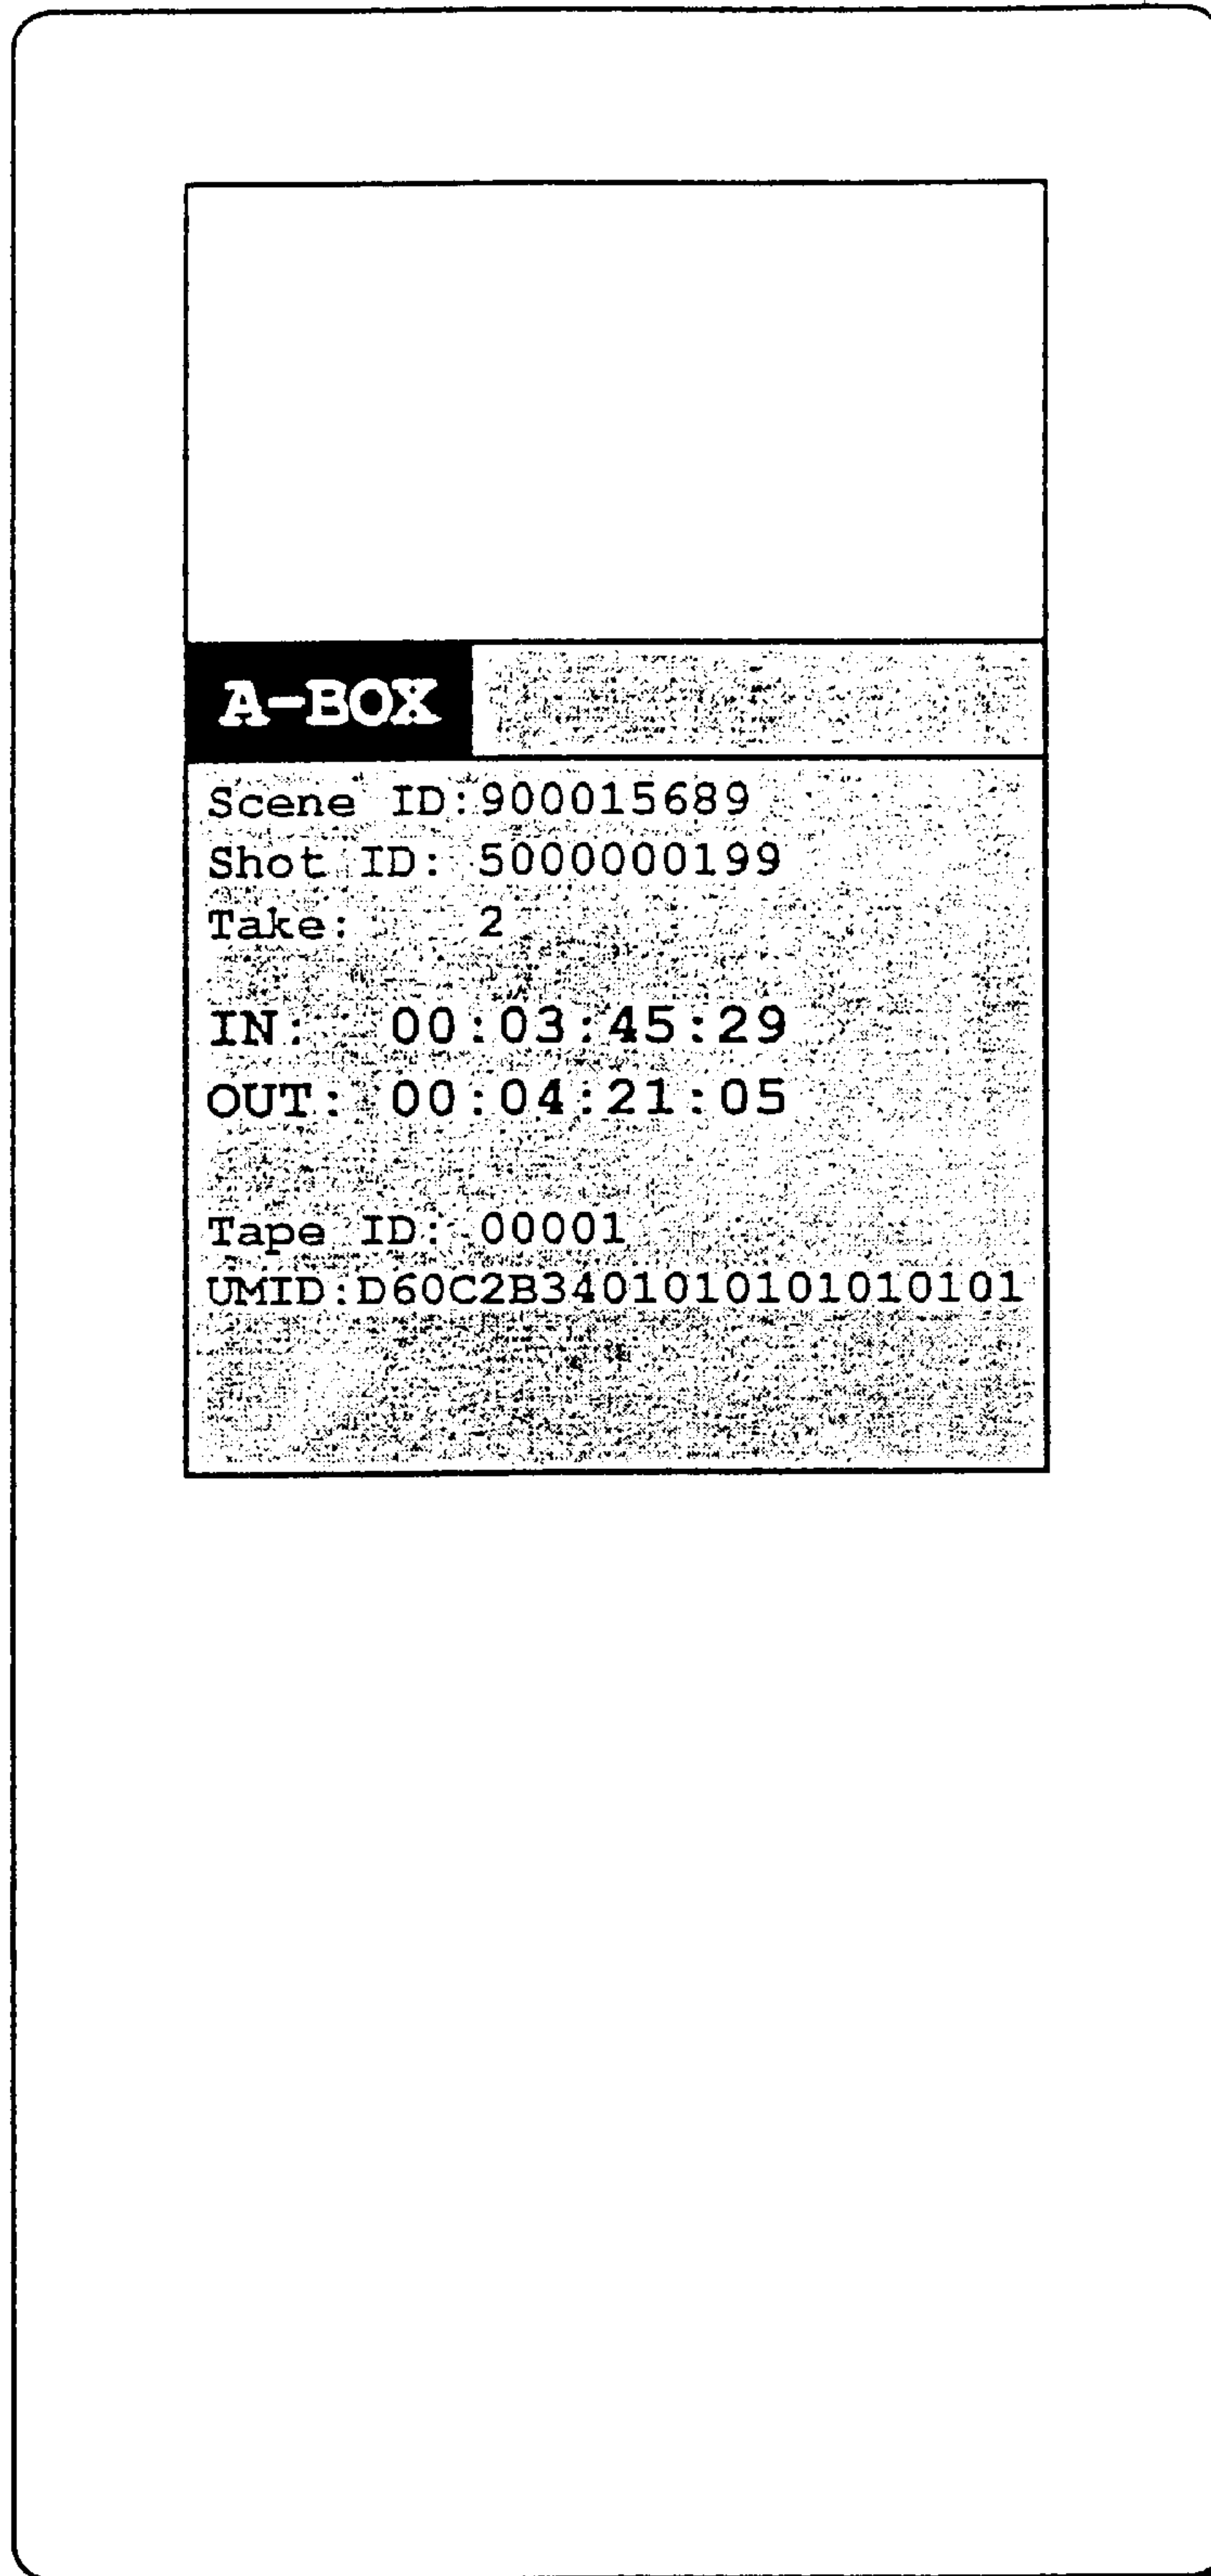 A-BOX
Scene ID:900015689
Shot ID: 5000000199
Take: 2
IN: 00:03:45:29
OUT: 00:04:21:05
Tape ID: 00001
UMID:D60C2B3401010101010101